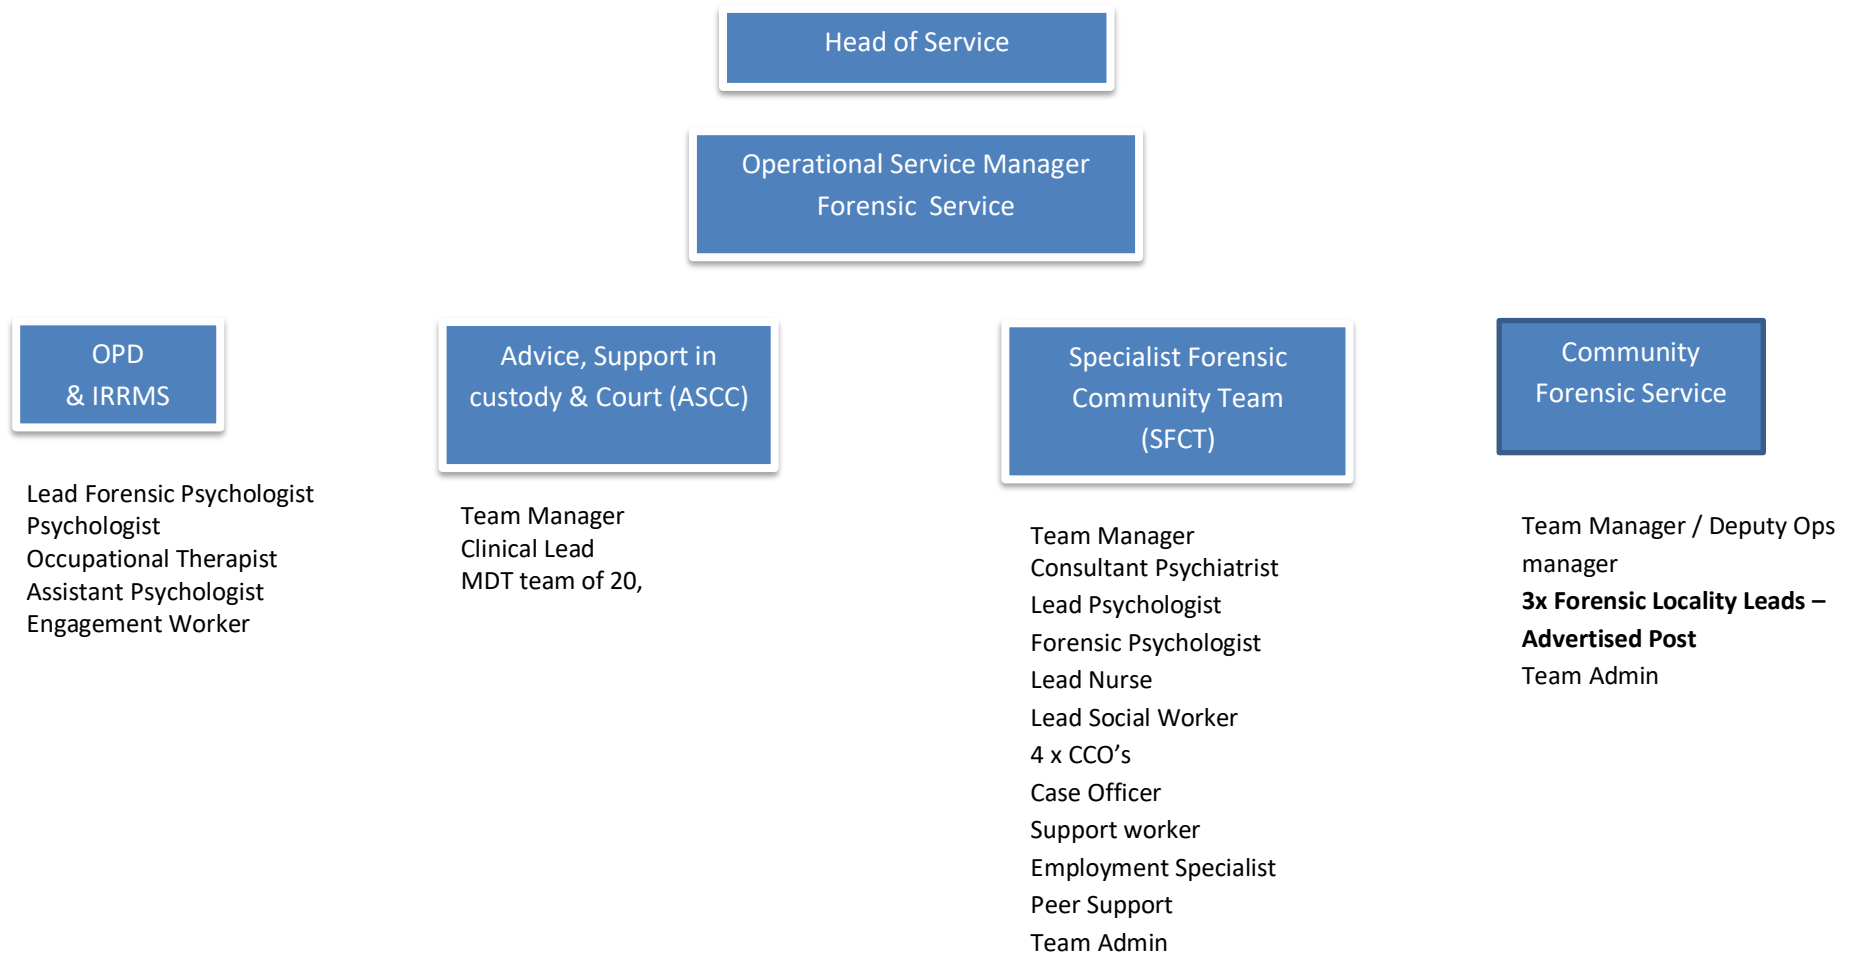 Head of Service
Operational Service Manager
Forensic Service
OPD
& IRRMS
Lead Forensic Psychologist
Psychologist
Occupational Therapist
Assistant Psychologist
Engagement Worker
Advice, Support in
custody & Court (ASCC)
Team Manager
Clinical Lead
MDT team of 20,
Specialist Forensic
Community Team
(SFCT)
Team Manager
Consultant Psychiatrist
Lead Psychologist
Forensic Psychologist
Lead Nurse
Lead Social Worker
4 x CCO’s
Case Officer
Support worker
Employment Specialist
Peer Support
Team Admin
Community
Forensic Service
Team Manager / Deputy Ops
manager
3x Forensic Locality Leads –
Advertised Post
Team Admin